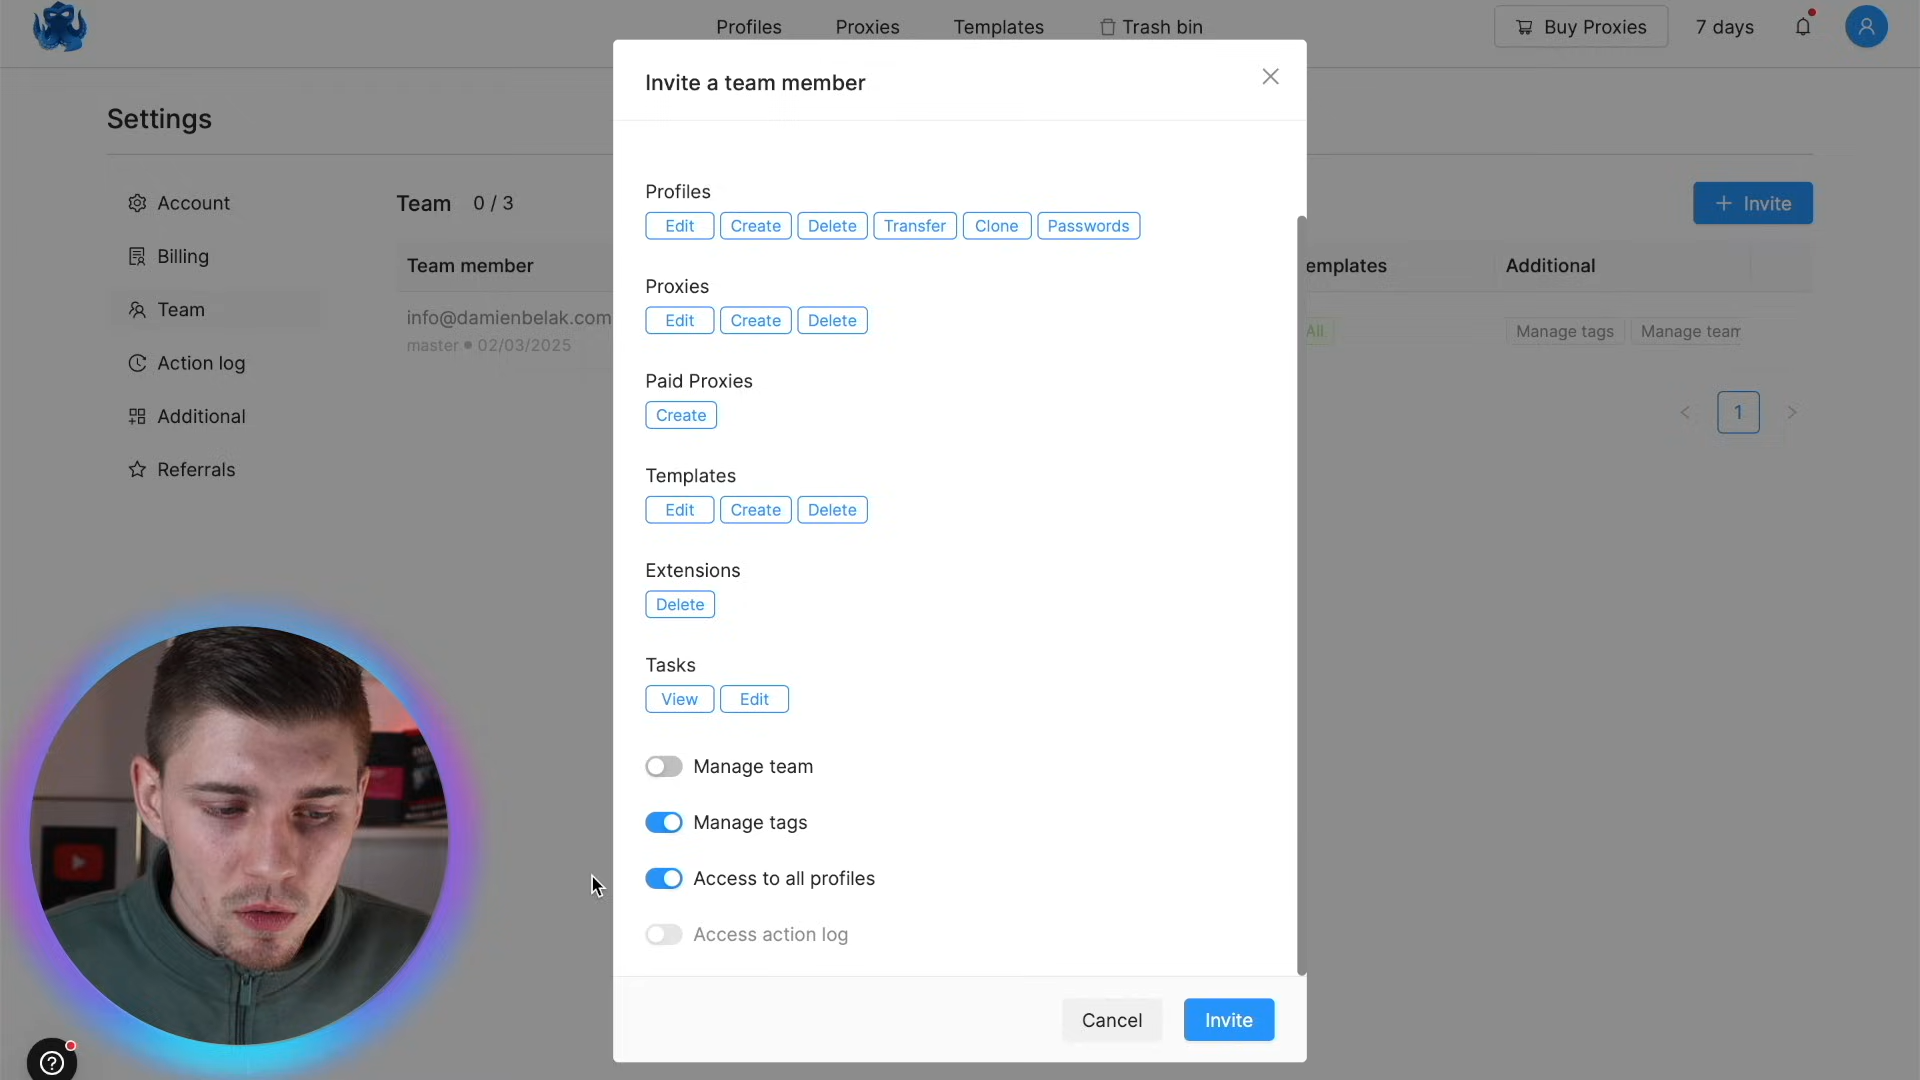 Profiles
Proxies
Templates
Trash bin
Buy Proxies
7 days
Settings
Account
Billing
Team
Action log
Additional
Referrals
Team 0 / 3
+ Invite
Team member
emplates
Additional
info@damienbelak.com
master • 02/03/2025
All
Manage tags
Manage team
< 1 >
Invite a team member
Profiles
Edit Create Delete Transfer Clone Passwords
Proxies
Edit Create Delete
Paid Proxies
Create
Templates
Edit Create Delete
Extensions
Delete
Tasks
View Edit
Manage team
Manage tags
Access to all profiles
Access action log
Cancel Invite
?